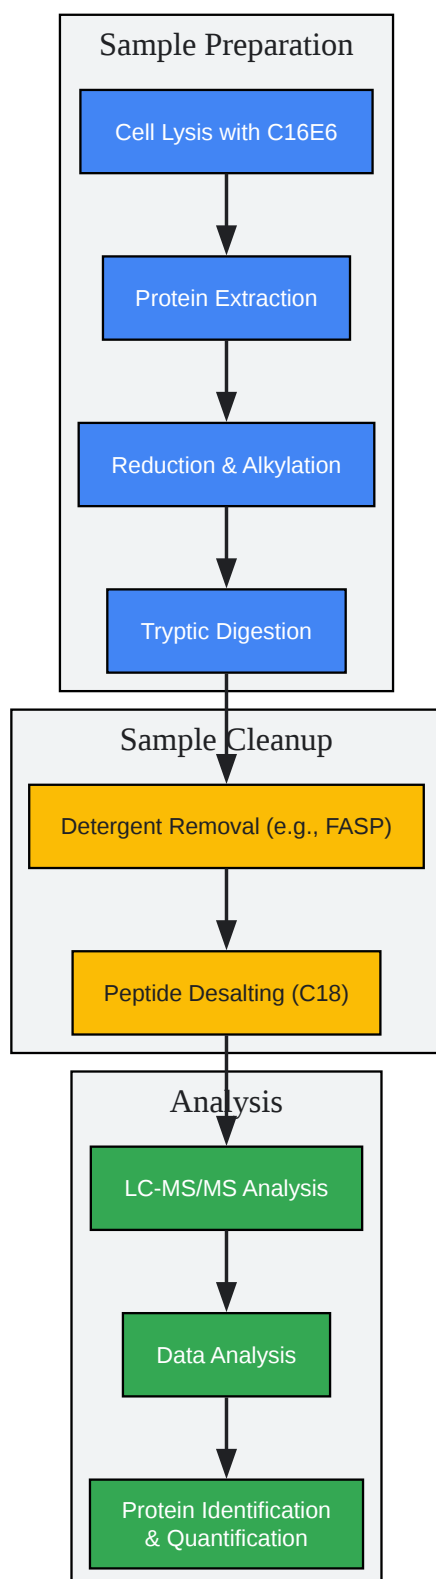 Sample Preparation
Cell Lysis with C16E6
Protein Extraction
Reduction & Alkylation
Tryptic Digestion
Sample Cleanup
Detergent Removal (e.g., FASP)
Peptide Desalting (C18)
Analysis
LC-MS/MS Analysis
Data Analysis
Protein Identification
& Quantification